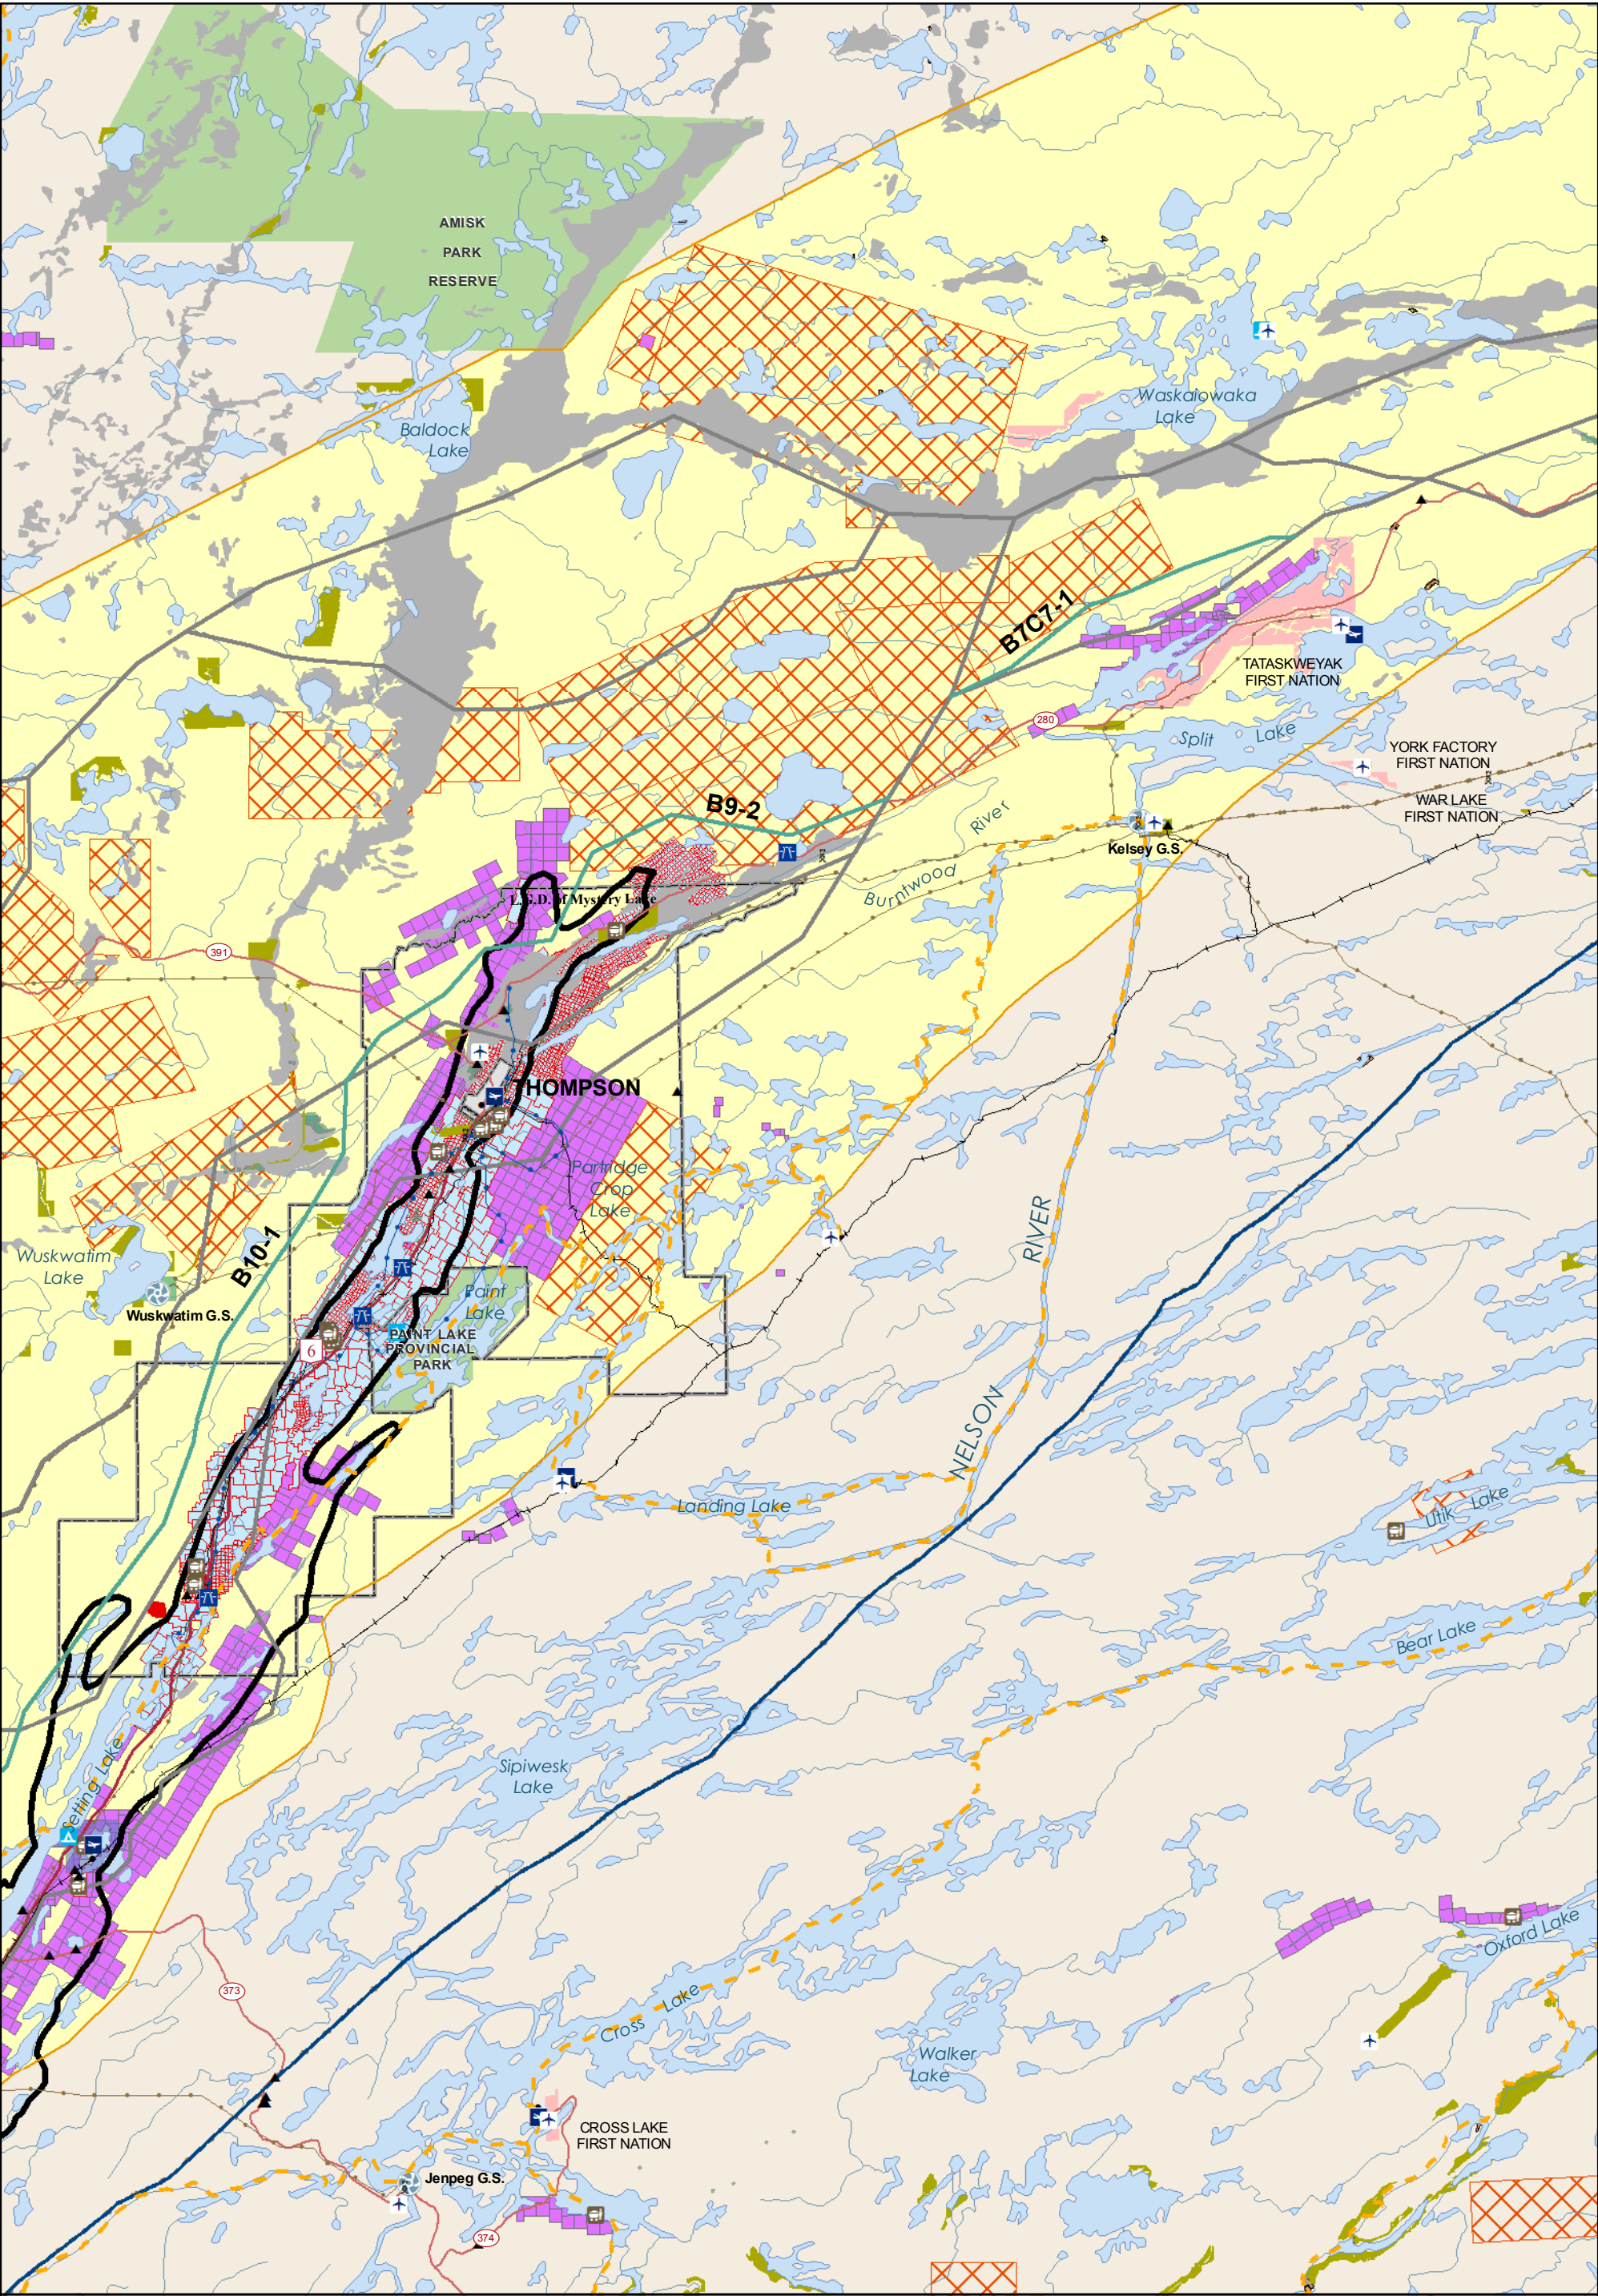 AMISK
PARK
RESERVE
Waskaiowaka
Lake
Baldock
Lake
B7C7-1
TATASKWEYAK
FIRST NATION
280
Split Lake
YORK FACTORY
FIRST NATION
B9-2
WAR LAKE
FIRST NATION
River
Burntwood
Kelsey G.S.
L.G.D. of Mystery Lake
391
THOMPSON
Partridge
Crop
Lake
RIVER
B10-1
Wuskwatim
Lake
Paint
Lake
Wuskwatim G.S.
PAINT LAKE
PROVINCIAL
PARK
6
NELSON
Landing Lake
Utik Lake
Bear Lake
Sipiwesk
Lake
Setting Lake
Oxford Lake
373
Cross Lake
Walker
Lake
CROSS LAKE
FIRST NATION
Jenpeg G.S.
374